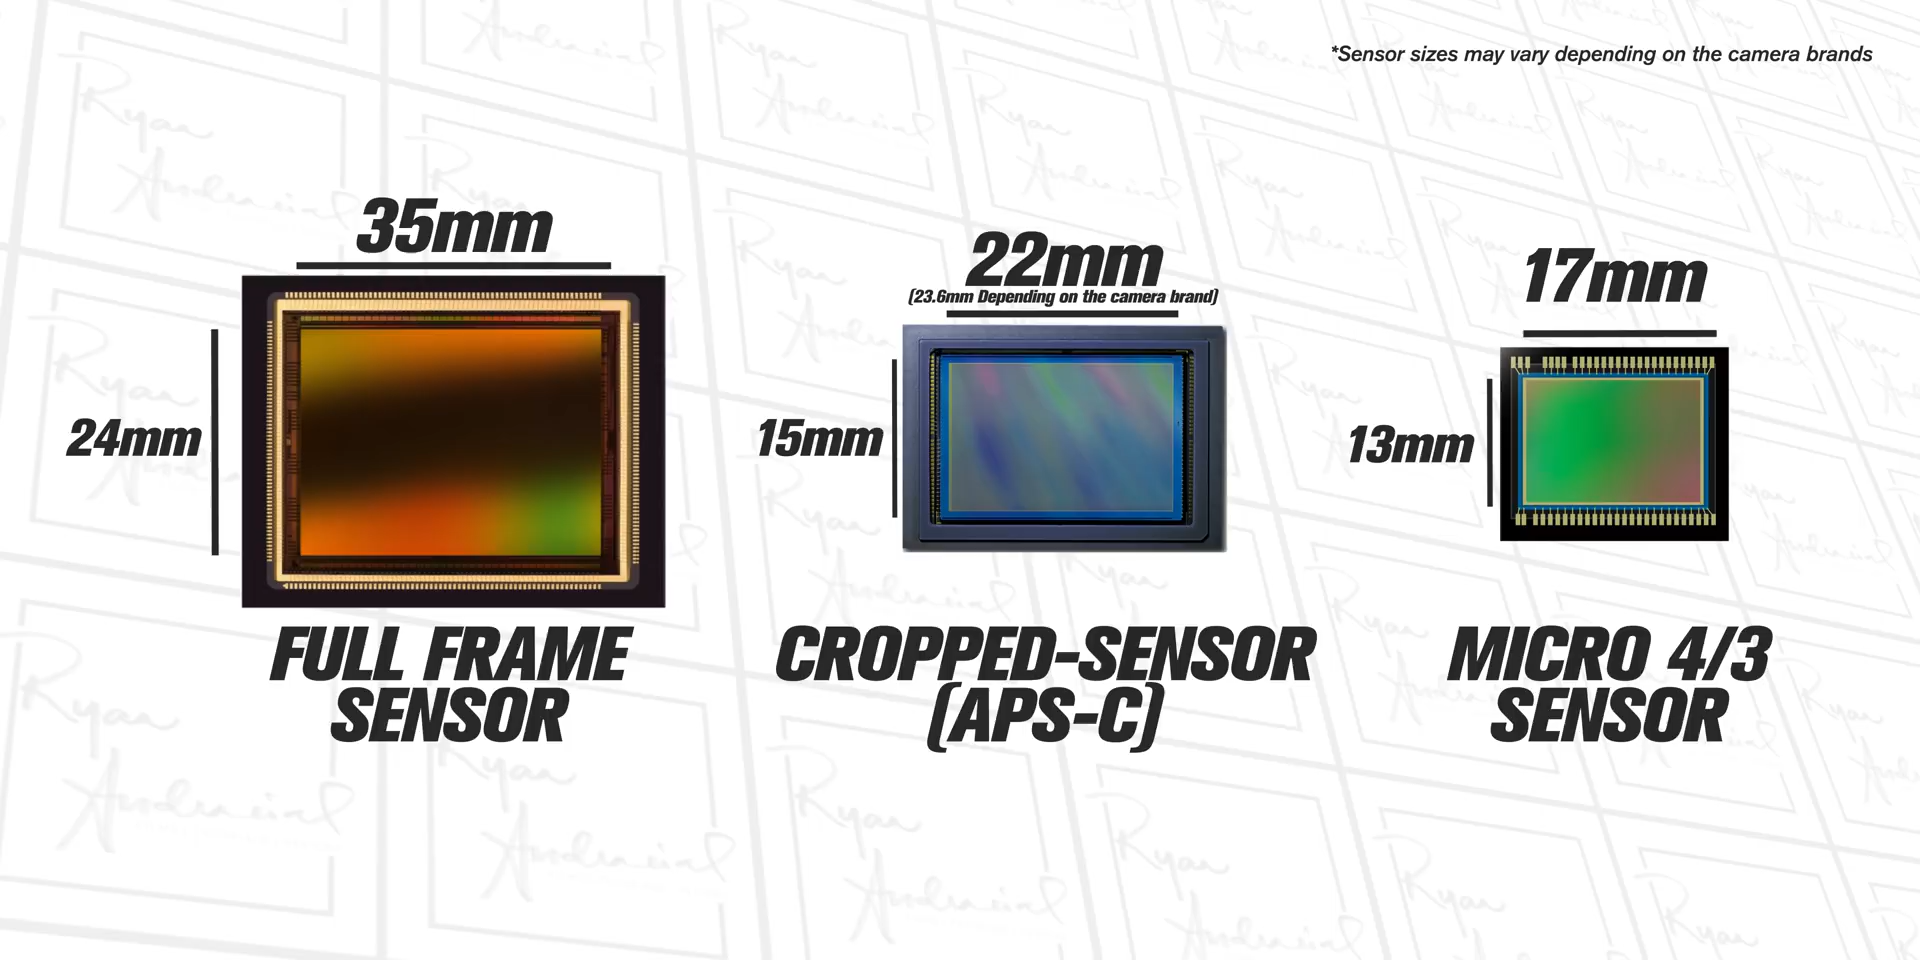 *Sensor sizes may vary depending on the camera brands
35mm
24mm
FULL FRAME
SENSOR
22mm
(23.6mm Depending on the camera brand)
15mm
CROPPED-SENSOR
(APS-C)
17mm
13mm
MICRO 4/3
SENSOR